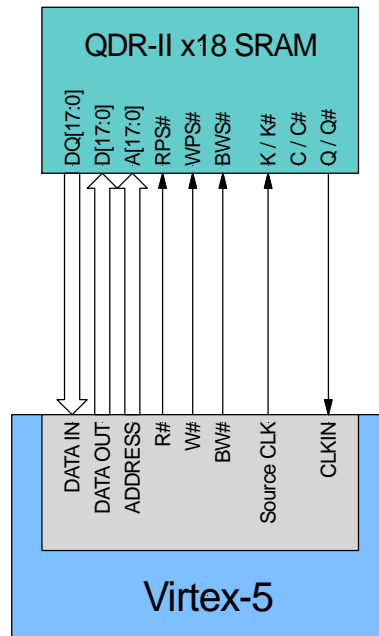 QDR-II x18 SRAM
DQ[17:0]
D[17:0]
A[17:0]
RPS#
WPS#
BWS#
K / K#
C / C#
Q / Q#
DATA IN
DATA OUT
ADDRESS
R#
W#
BW#
Source CLK
CLKIN
Virtex-5